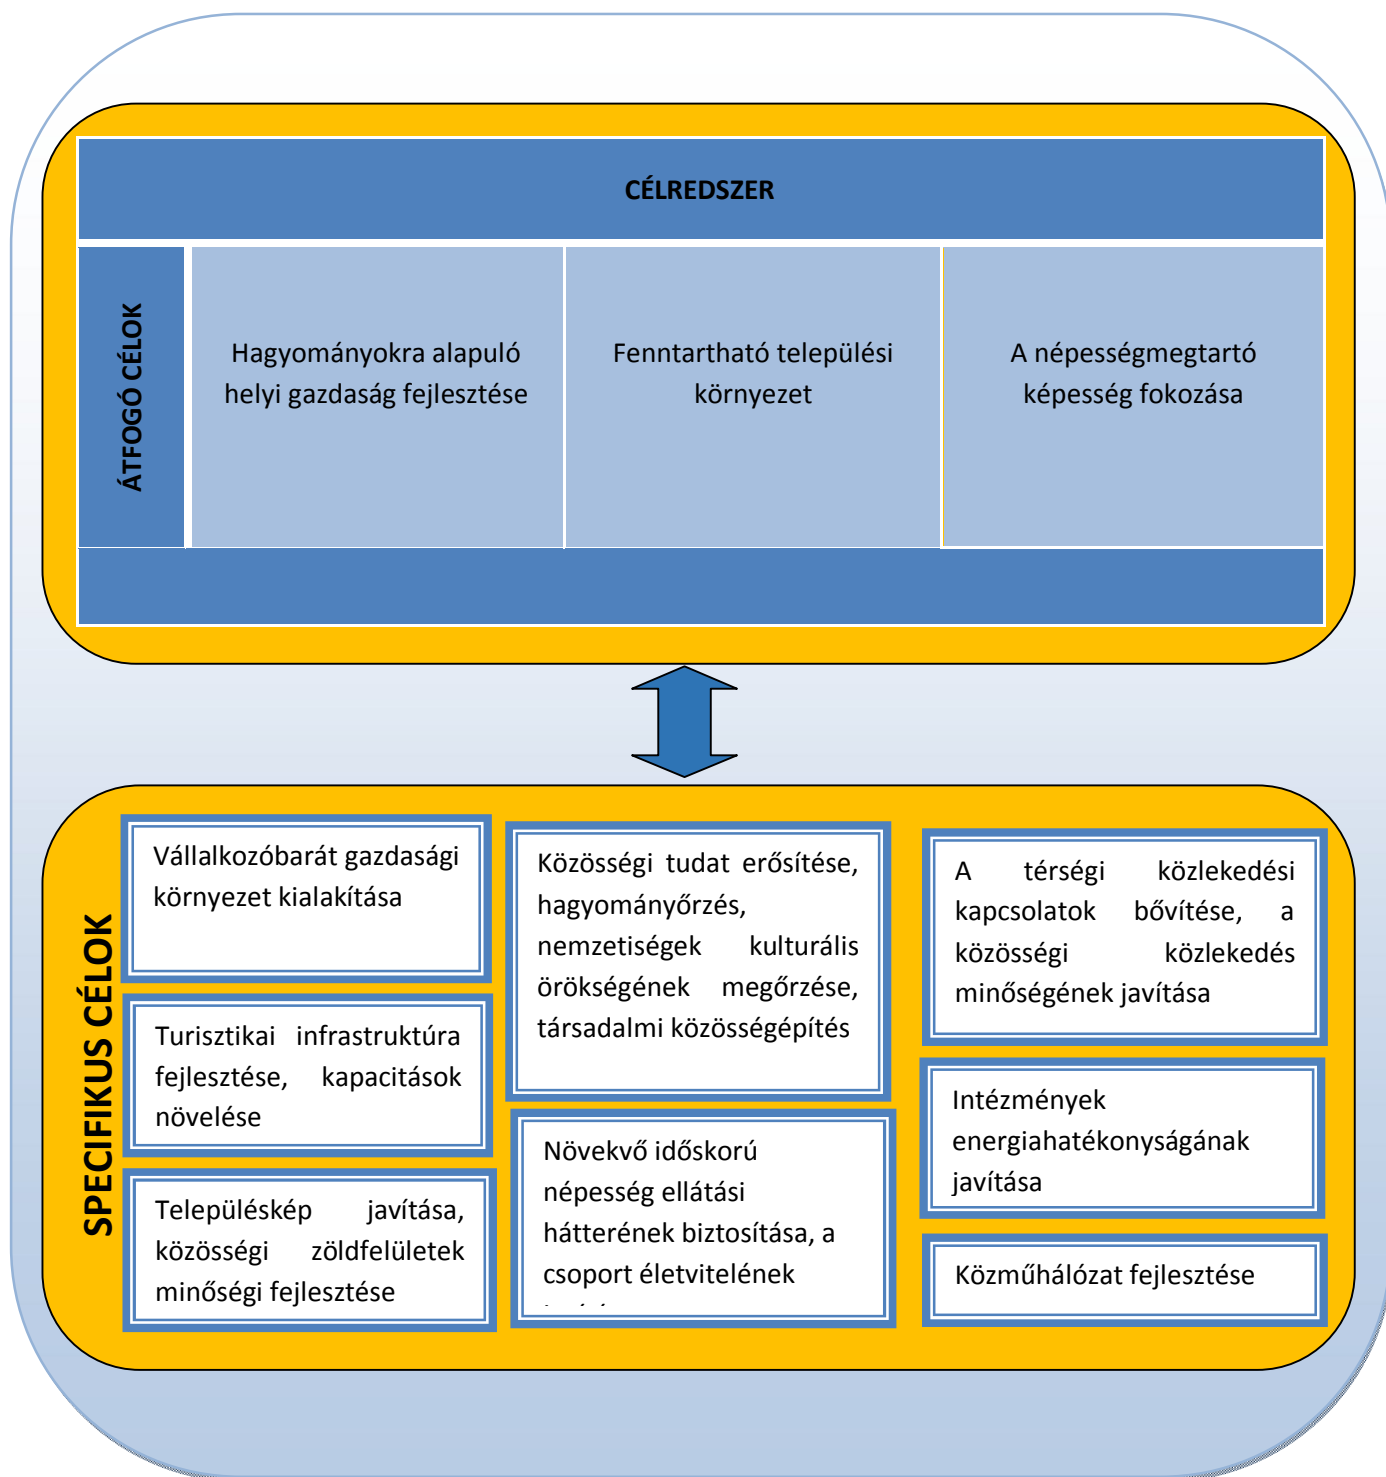 CÉLREDSZER
ÁTFOGÓ CÉLOK
Hagyományokra alapuló
helyi gazdaság fejlesztése
Fenntartható települési
környezet
A népességmegtartó
képesség fokozása
SPECIFIKUS CÉLOK
Vállalkozóbarát gazdasági
környezet kialakítása
Turisztikai infrastruktúra
fejlesztése, kapacitások
növelése
Településkép javítása,
közösségi zöldfelületek
minőségi fejlesztése
Közösségi tudat erősítése,
hagyományőrzés,
nemzetiségek kulturális
örökségének megőrzése,
társadalmi közösségépítés
Növekvő időskorú
népesség ellátási
hátterének biztosítása, a
csoport életvitelének
A térségi közlekedési
kapcsolatok bővítése, a
közösségi közlekedés
minőségének javítása
Intézmények
energiahatékonyságának
javítása
Közműhálózat fejlesztése